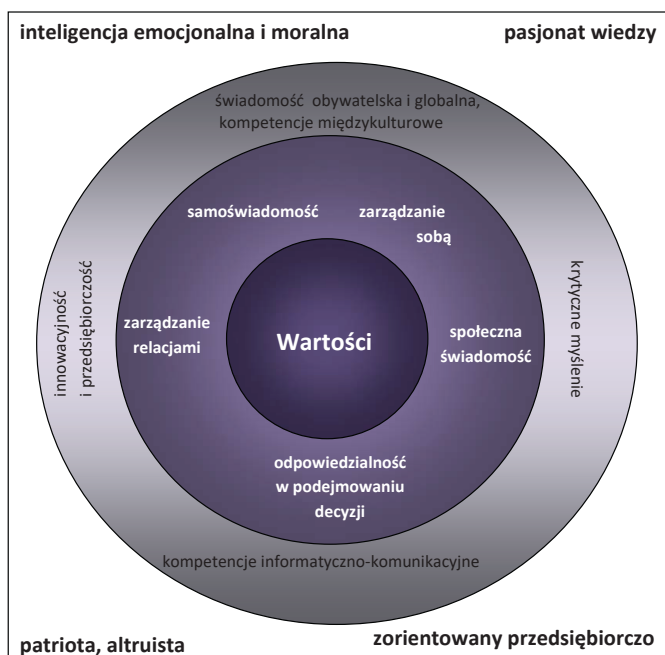 inteligencja emocjonalna i moralna
pasjonat wiedzy
świadomość obywatelska i globalna,
kompetencje międzykulturowe
samoświadomość
zarządzanie
sobą
innowacyjność
i przedsiębiorczość
zarządzanie
relacjami
Wartości
społeczna
świadomość
krytyczne myślenie
odpowiedzialność
w podejmowaniu
decyzji
kompetencje informatyczno-komunikacyjne
patriota, altruista
zorientowany przedsiębiorczo